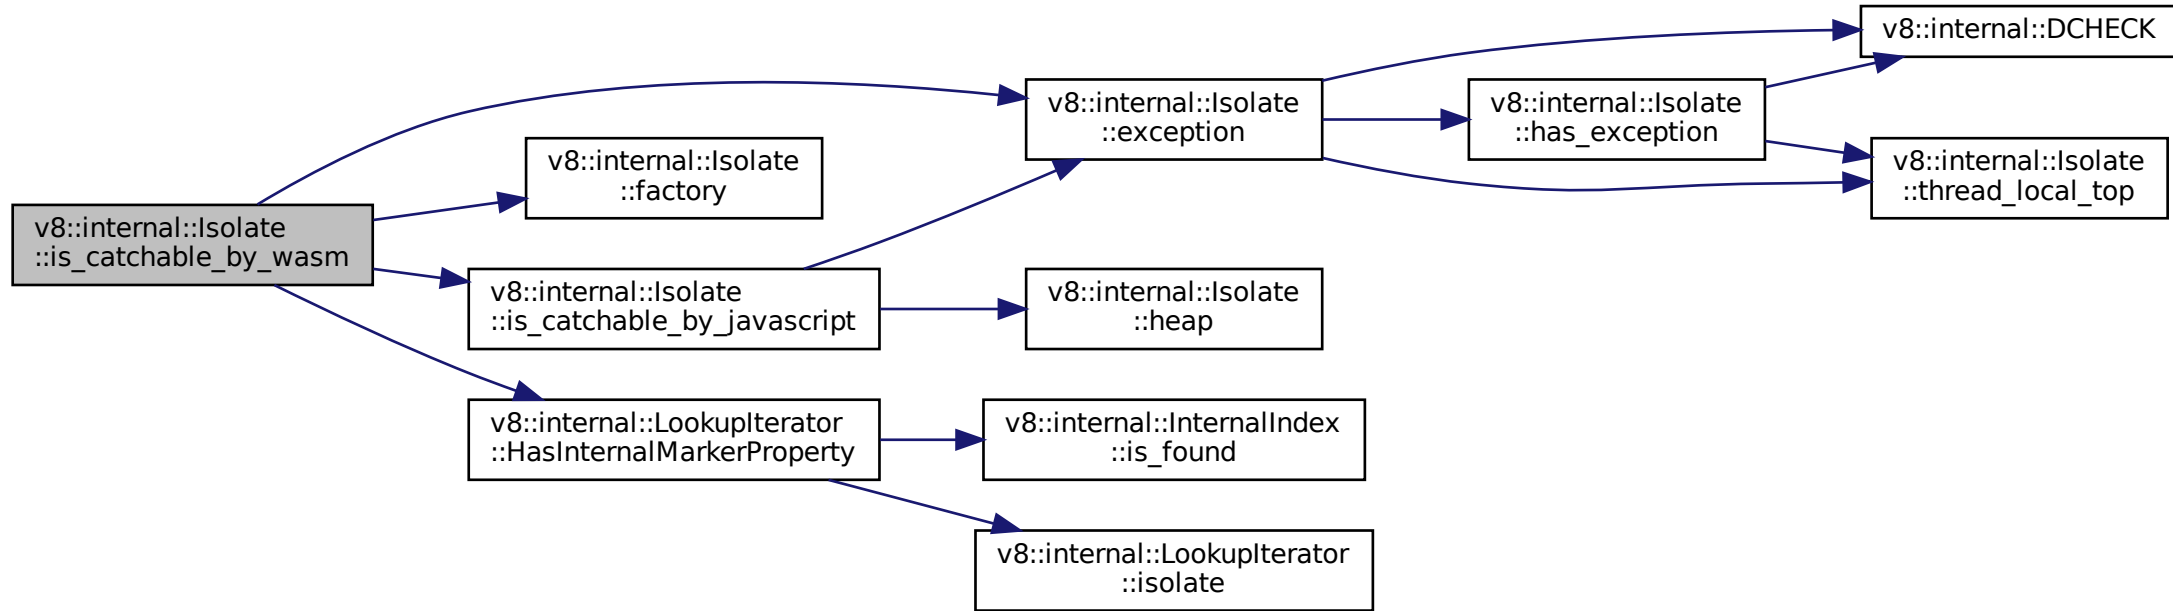 v8::internal::Isolate
::is_catchable_by_wasm
v8::internal::Isolate
::exception
v8::internal::DCHECK
v8::internal::Isolate
::has_exception
v8::internal::Isolate
::thread_local_top
v8::internal::Isolate
::factory
v8::internal::Isolate
::is_catchable_by_javascript
v8::internal::Isolate
::heap
v8::internal::LookupIterator
::HasInternalMarkerProperty
v8::internal::InternalIndex
::is_found
v8::internal::LookupIterator
::isolate